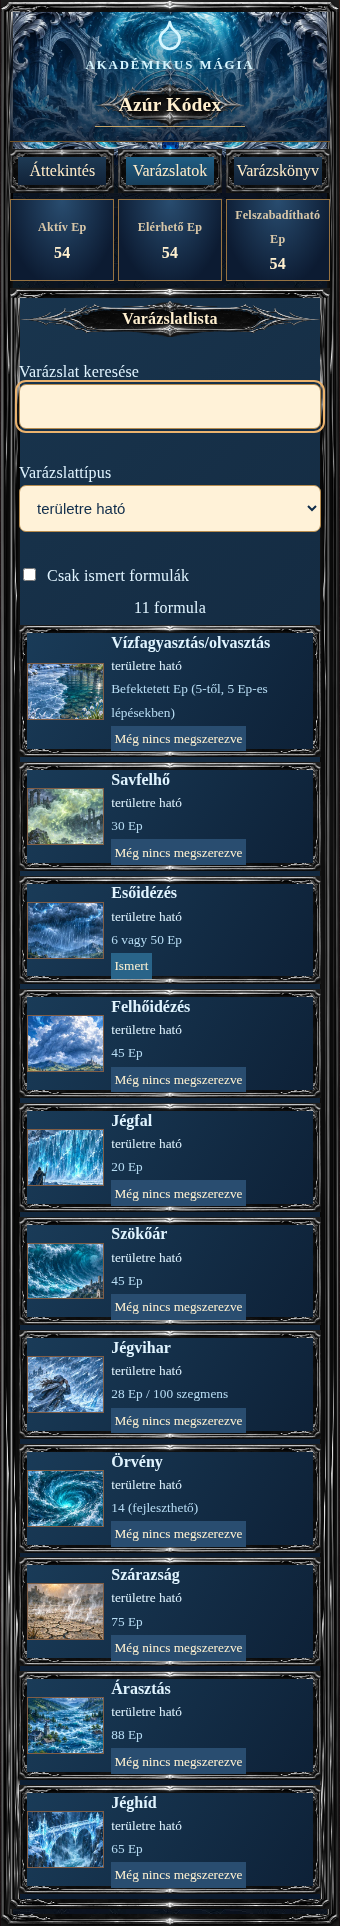 AKADÉMIKUS MÁGIA
Azúr Kódex
Áttekintés
Varázslatok
Varázskönyv
Aktív Ep
54
Elérhető Ep
54
Felszabadítható
Ep
54
Varázslatlista
Varázslat keresése
Varázslattípus
területre ható
Csak ismert formulák
11 formula
Vízfagyasztás/olvasztás
területre ható
Befektetett Ep (5-től, 5 Ep-es
lépésekben)
Még nincs megszerezve
Savfelhő
területre ható
30 Ep
Még nincs megszerezve
Esőidézés
területre ható
6 vagy 50 Ep
Ismert
Felhőidézés
területre ható
45 Ep
Még nincs megszerezve
Jégfal
területre ható
20 Ep
Még nincs megszerezve
Szökőár
területre ható
45 Ep
Még nincs megszerezve
Jégvihar
területre ható
28 Ep / 100 szegmens
Még nincs megszerezve
Örvény
területre ható
14 (fejleszthető)
Még nincs megszerezve
Szárazság
területre ható
75 Ep
Még nincs megszerezve
Árasztás
területre ható
88 Ep
Még nincs megszerezve
Jéghíd
területre ható
65 Ep
Még nincs megszerezve